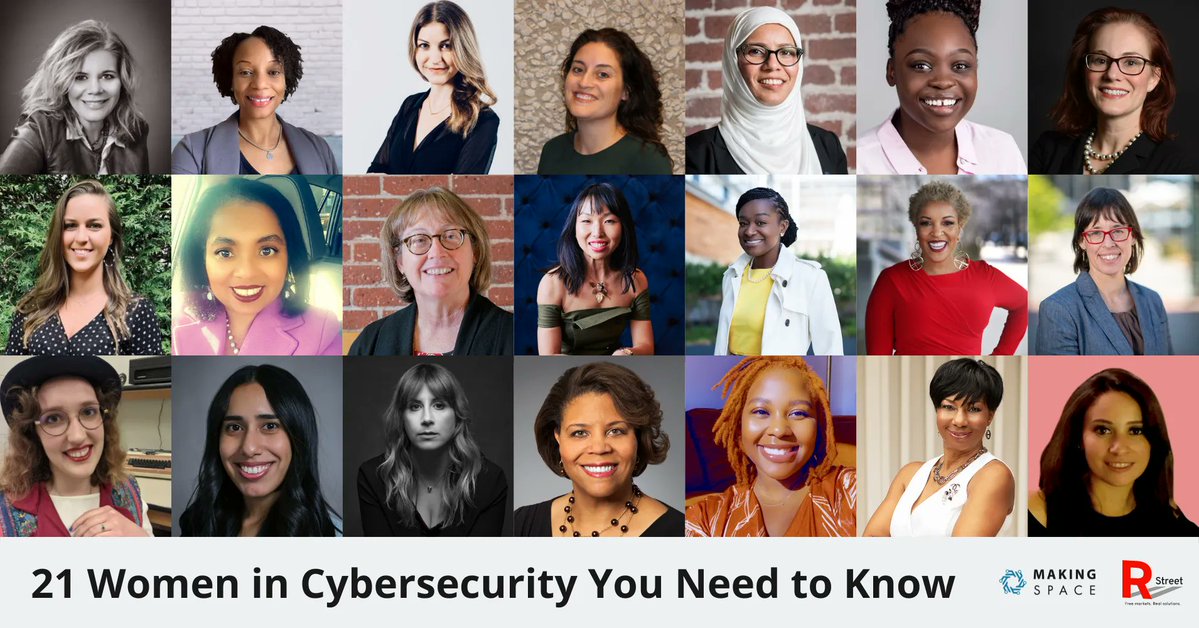 21 Women in Cybersecurity You Need to Know
MAKING
SPACE
R Street
Free markets. Real solutions.